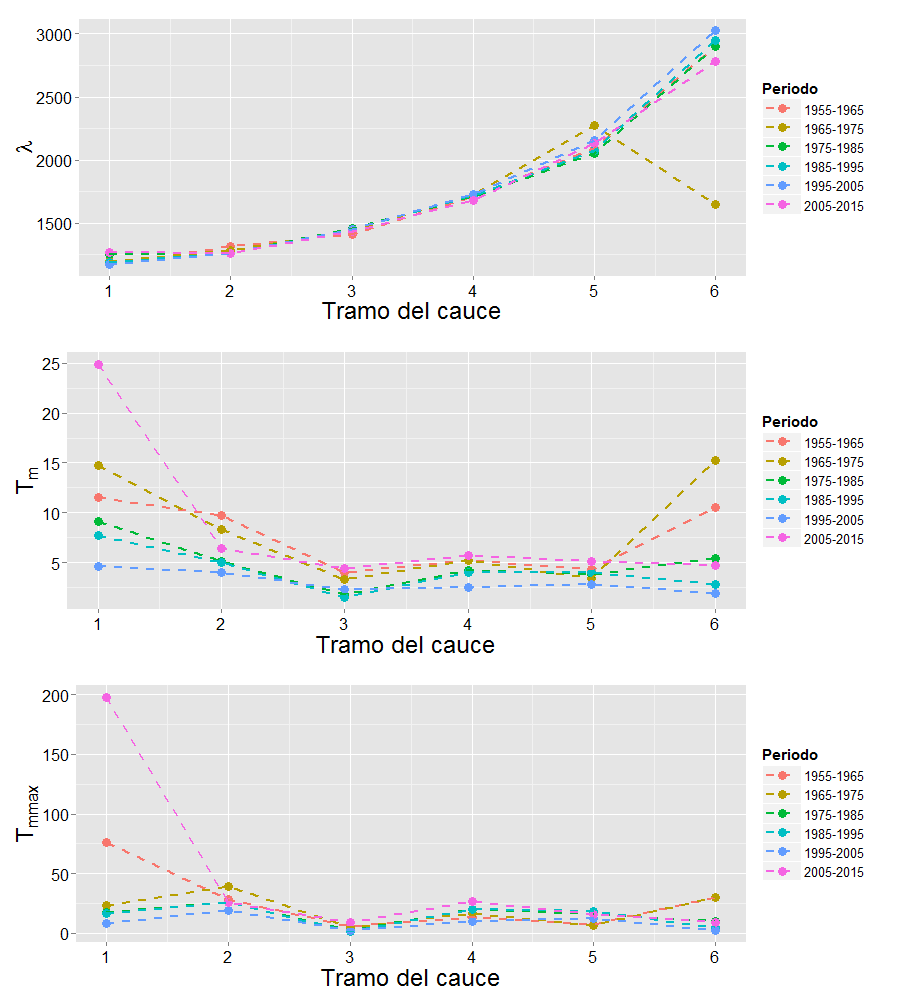 3000
2500
2000
1500
λ
1 2 3 4 5 6
Tramo del cauce
Periodo
1955-1965
1965-1975
1975-1985
1985-1995
1995-2005
2005-2015
25
20
15
10
5
Tm
1 2 3 4 5 6
Tramo del cauce
Periodo
1955-1965
1965-1975
1975-1985
1985-1995
1995-2005
2005-2015
200
150
100
50
0
Tmmax
1 2 3 4 5 6
Tramo del cauce
Periodo
1955-1965
1965-1975
1975-1985
1985-1995
1995-2005
2005-2015